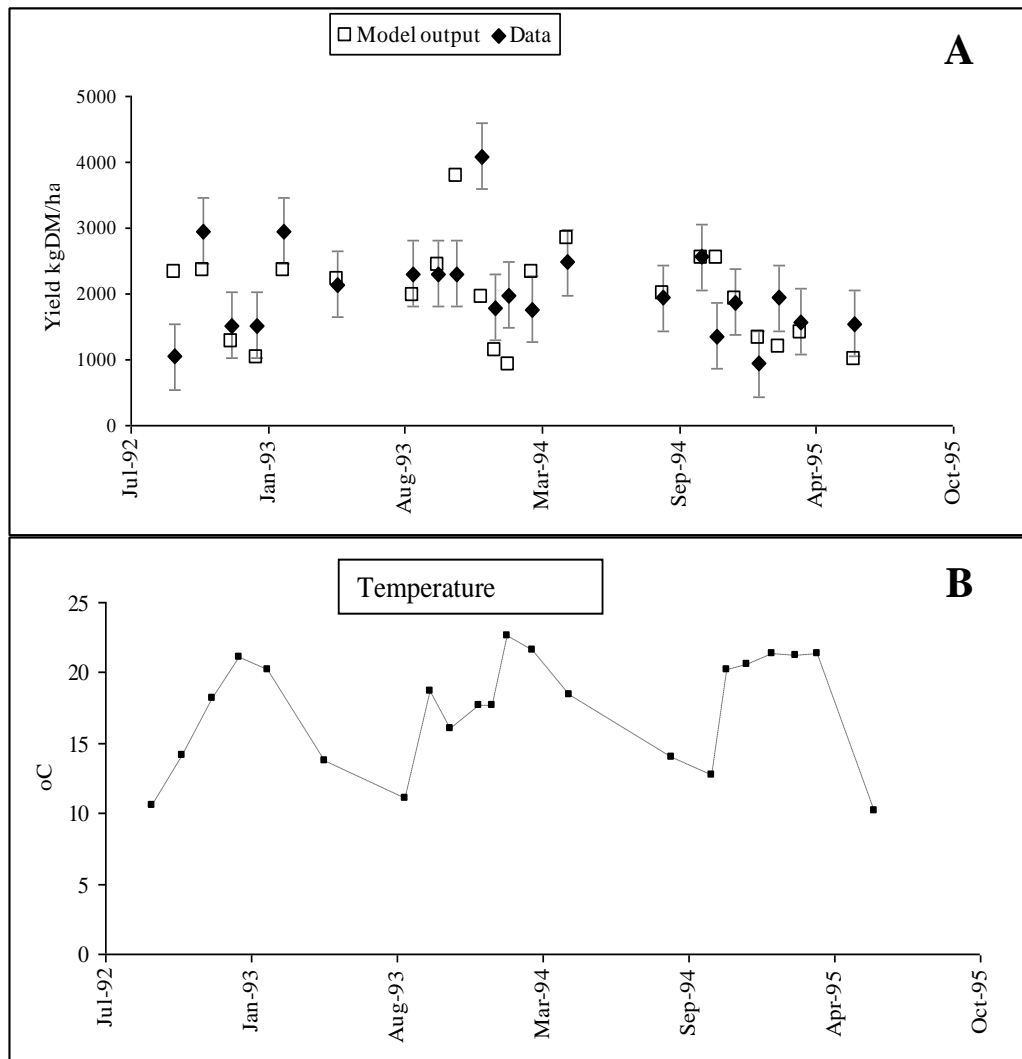 Model output Data
A
5000
4000
3000
2000
1000
0
Yield kgDM/ha
Jul-92
Jan-93
Aug-93
Mar-94
Sep-94
Apr-95
Oct-95
B
Temperature
25
20
15
10
5
0
oC
Jul-92
Jan-93
Aug-93
Mar-94
Sep-94
Apr-95
Oct-95